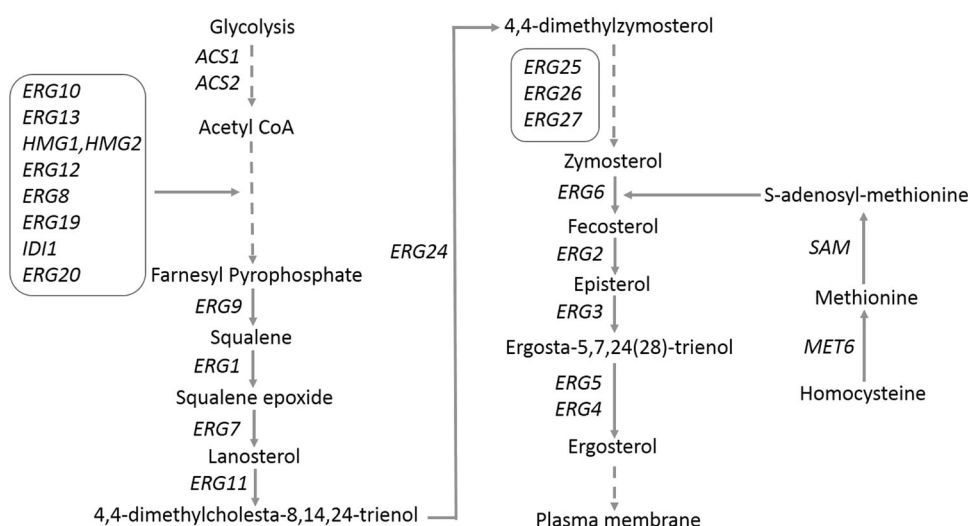 Glycolysis
ACS1
ACS2
ERG10
ERG13
HMG1,HMG2
ERG12
ERG8
ERG19
IDI1
ERG20
Acetyl CoA
Farnesyl Pyrophosphate
ERG9
Squalene
ERG1
Squalene epoxide
ERG7
Lanosterol
ERG11
4,4-dimethylcholesta-8,14,24-trienol
ERG24
4,4-dimethylzymosterol
ERG25
ERG26
ERG27
Zymosterol
ERG6
S-adenosyl-methionine
Fecosterol
ERG2
SAM
Episterol
Methionine
ERG3
Ergosta-5,7,24(28)-trienol
MET6
ERG5
Homocysteine
ERG4
Ergosterol
Plasma membrane